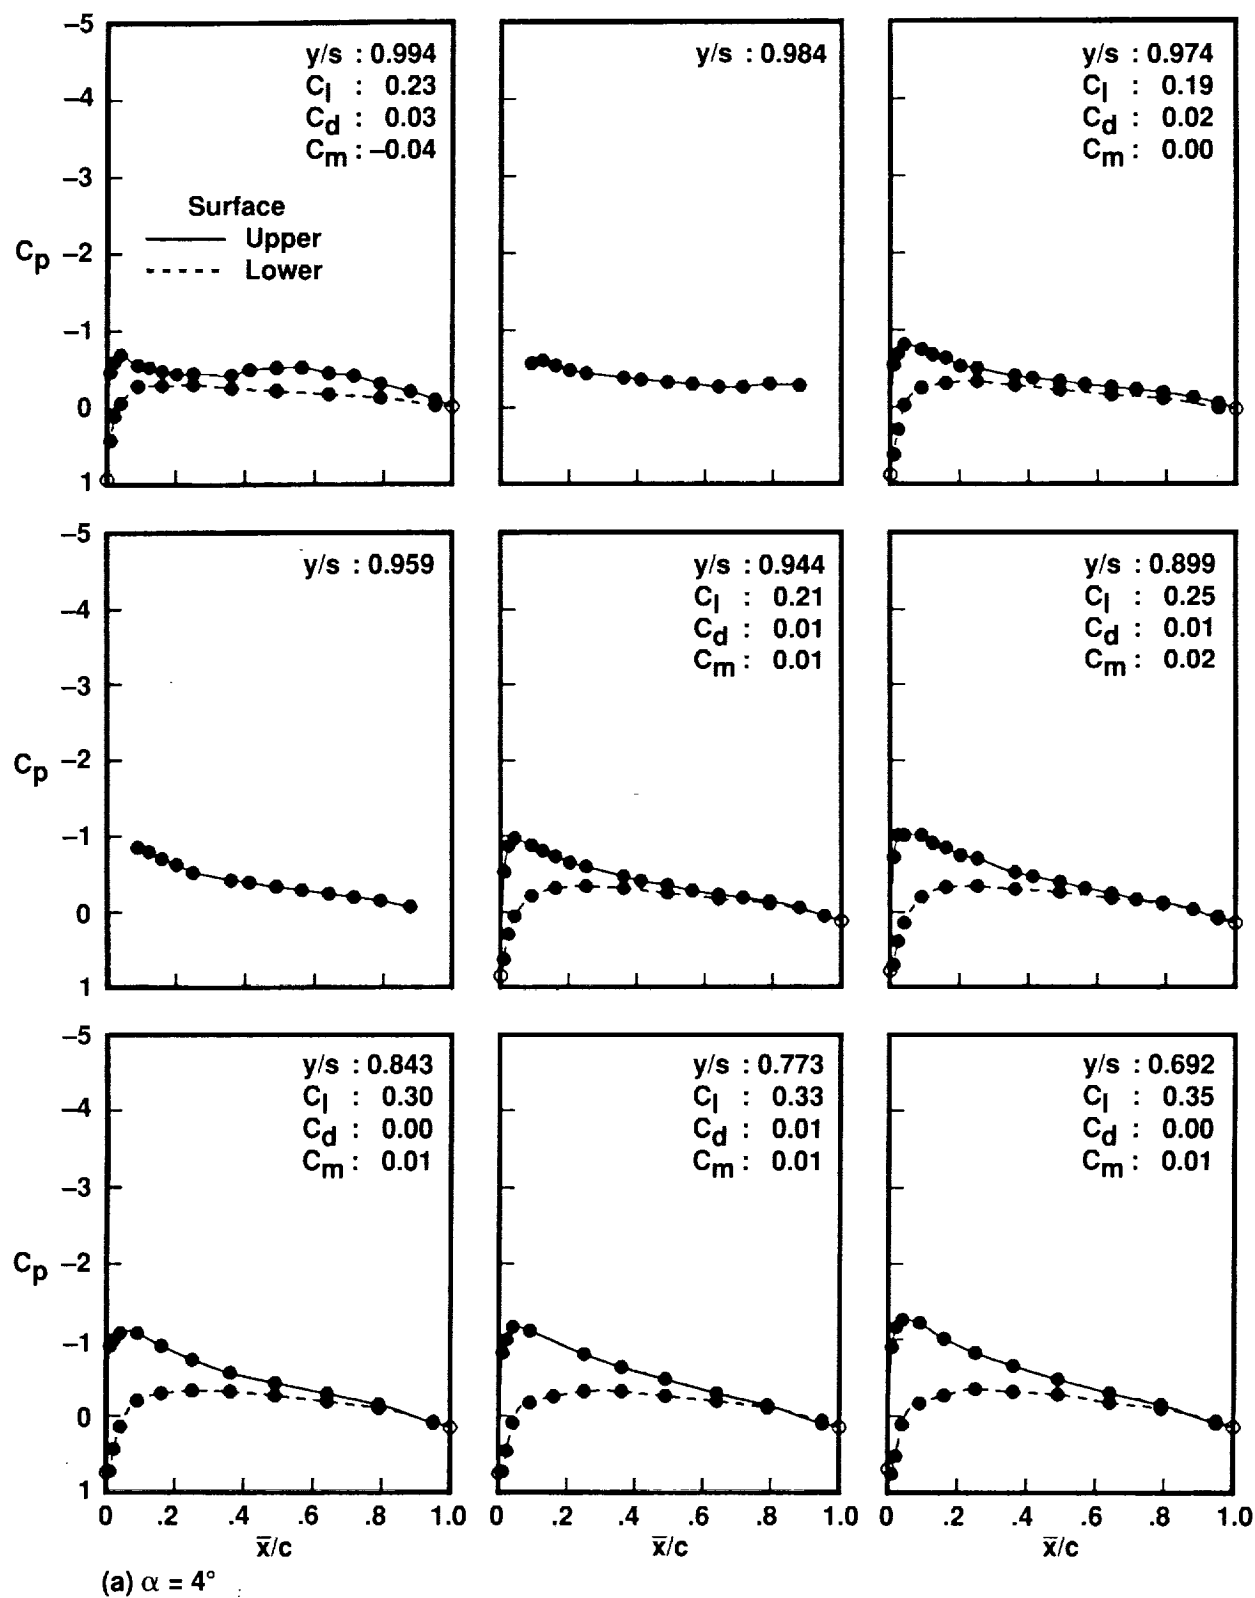 y/s : 0.994
Cl : 0.23
Cd : 0.03
Cm : –0.04
Surface
Upper
Lower
Cp
–5
–4
–3
–2
–1
0
1
y/s : 0.984
y/s : 0.974
Cl : 0.19
Cd : 0.02
Cm : 0.00
Cp
–5
–4
–3
–2
–1
0
1
y/s : 0.959
y/s : 0.944
Cl : 0.21
Cd : 0.01
Cm : 0.01
y/s : 0.899
Cl : 0.25
Cd : 0.01
Cm : 0.02
Cp
–5
–4
–3
–2
–1
0
1
y/s : 0.843
Cl : 0.30
Cd : 0.00
Cm : 0.01
0 .2 .4 .6 .8 1.0
x̄/c
y/s : 0.773
Cl : 0.33
Cd : 0.01
Cm : 0.01
0 .2 .4 .6 .8 1.0
x̄/c
y/s : 0.692
Cl : 0.35
Cd : 0.00
Cm : 0.01
0 .2 .4 .6 .8 1.0
x̄/c
(a) α = 4°